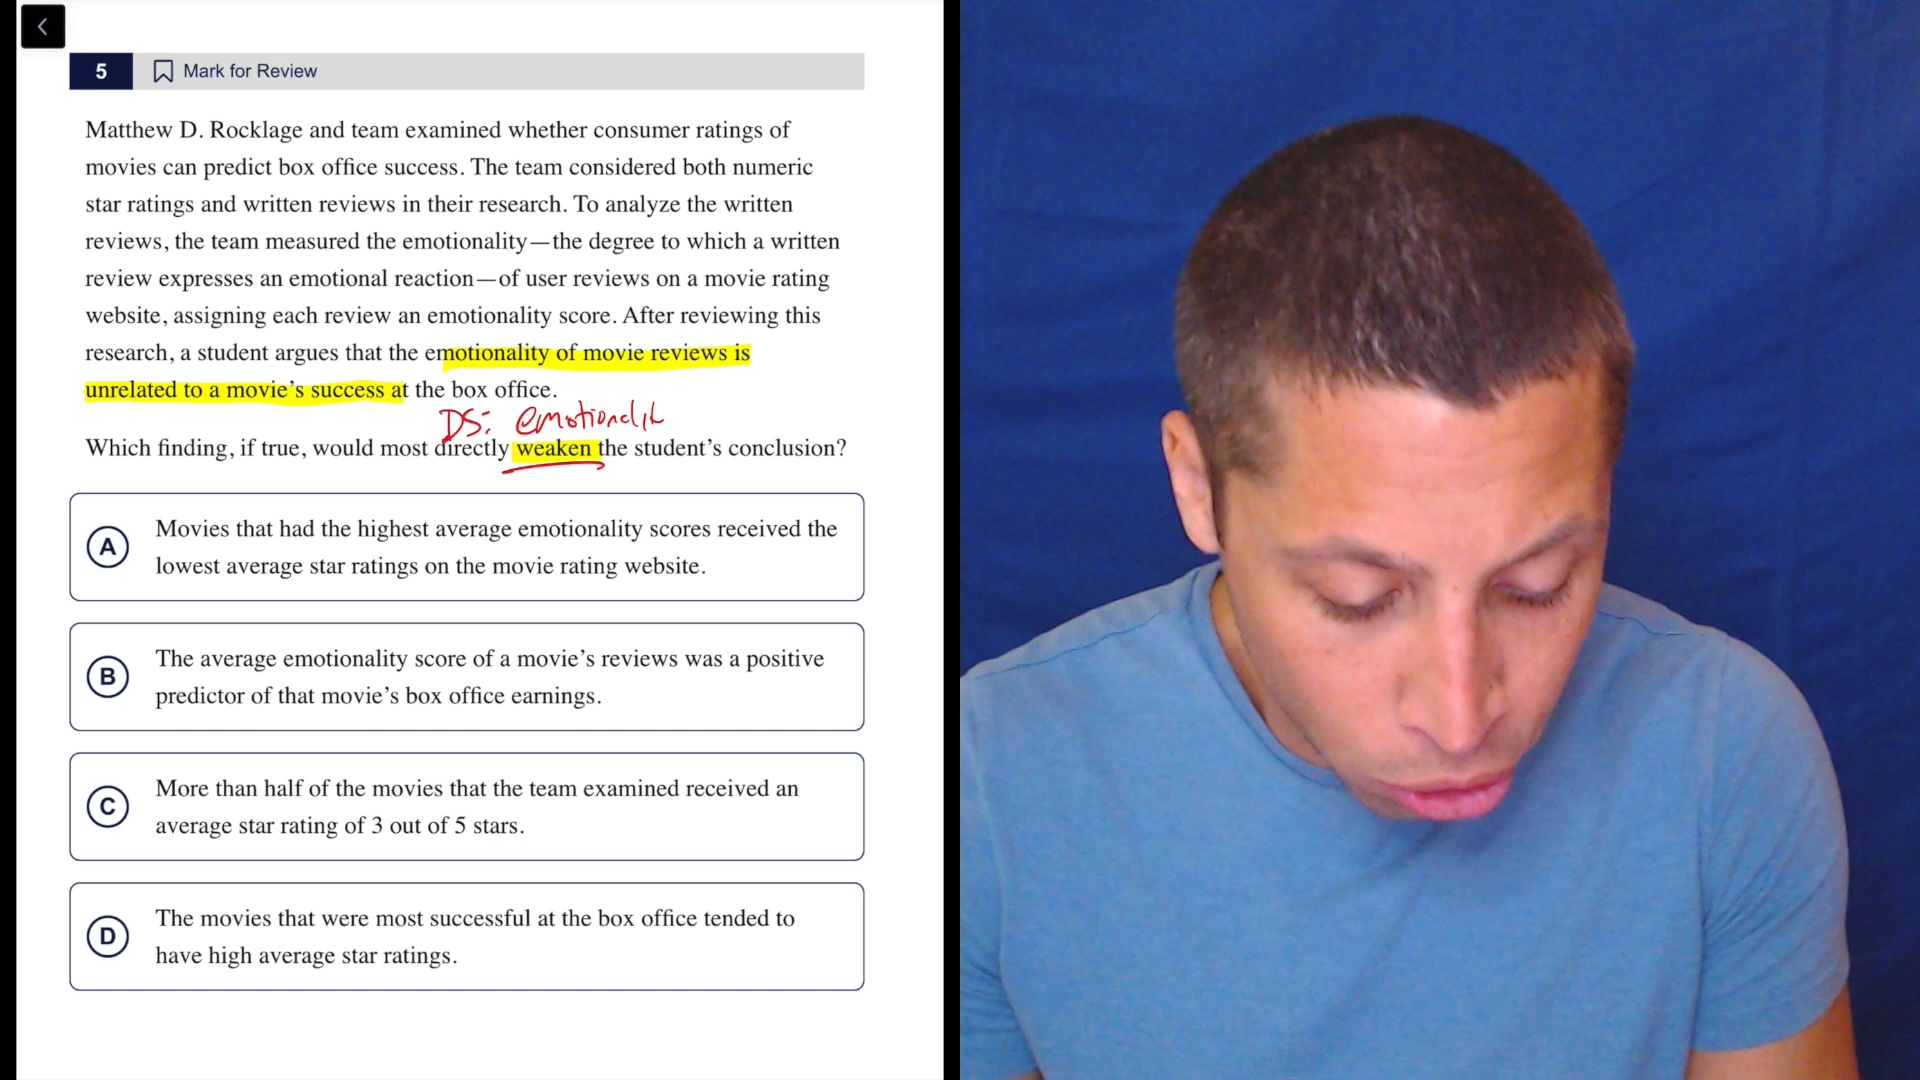 5 Mark for Review
Matthew D. Rocklage and team examined whether consumer ratings of
movies can predict box office success. The team considered both numeric
star ratings and written reviews in their research. To analyze the written
reviews, the team measured the emotionality—the degree to which a written
review expresses an emotional reaction—of user reviews on a movie rating
website, assigning each review an emotionality score. After reviewing this
research, a student argues that the emotionality of movie reviews is
unrelated to a movie's success at the box office.
DS: emotionalit
Which finding, if true, would most directly weaken the student's conclusion?
A Movies that had the highest average emotionality scores received the
lowest average star ratings on the movie rating website.
B The average emotionality score of a movie's reviews was a positive
predictor of that movie's box office earnings.
C More than half of the movies that the team examined received an
average star rating of 3 out of 5 stars.
D The movies that were most successful at the box office tended to
have high average star ratings.